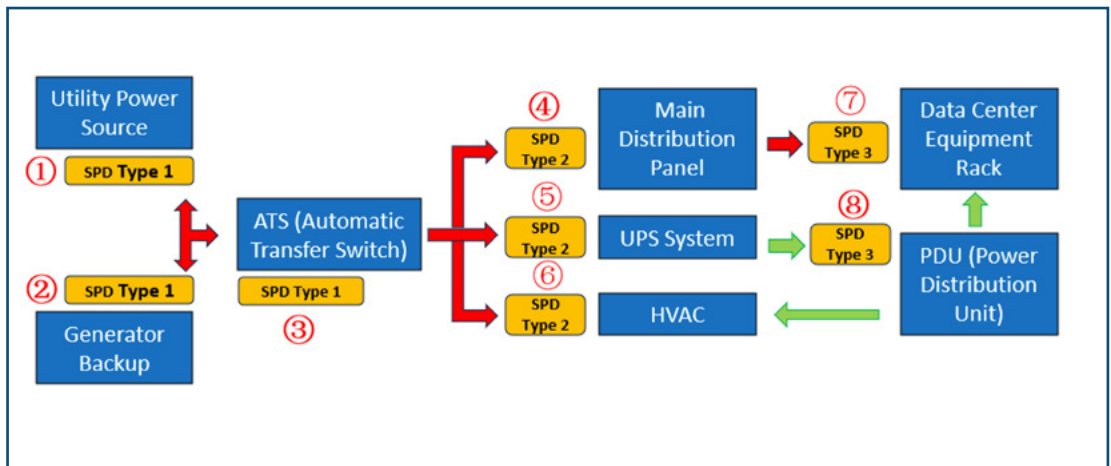 Utility Power
Source
①
SPD Type 1
②
SPD Type 1
Generator
Backup
ATS (Automatic
Transfer Switch)
SPD Type 1
③
④
SPD
Type 2
Main
Distribution
Panel
⑤
SPD
Type 2
UPS System
⑥
SPD
Type 2
HVAC
⑦
SPD
Type 3
Data Center
Equipment
Rack
⑧
SPD
Type 3
PDU (Power
Distribution
Unit)